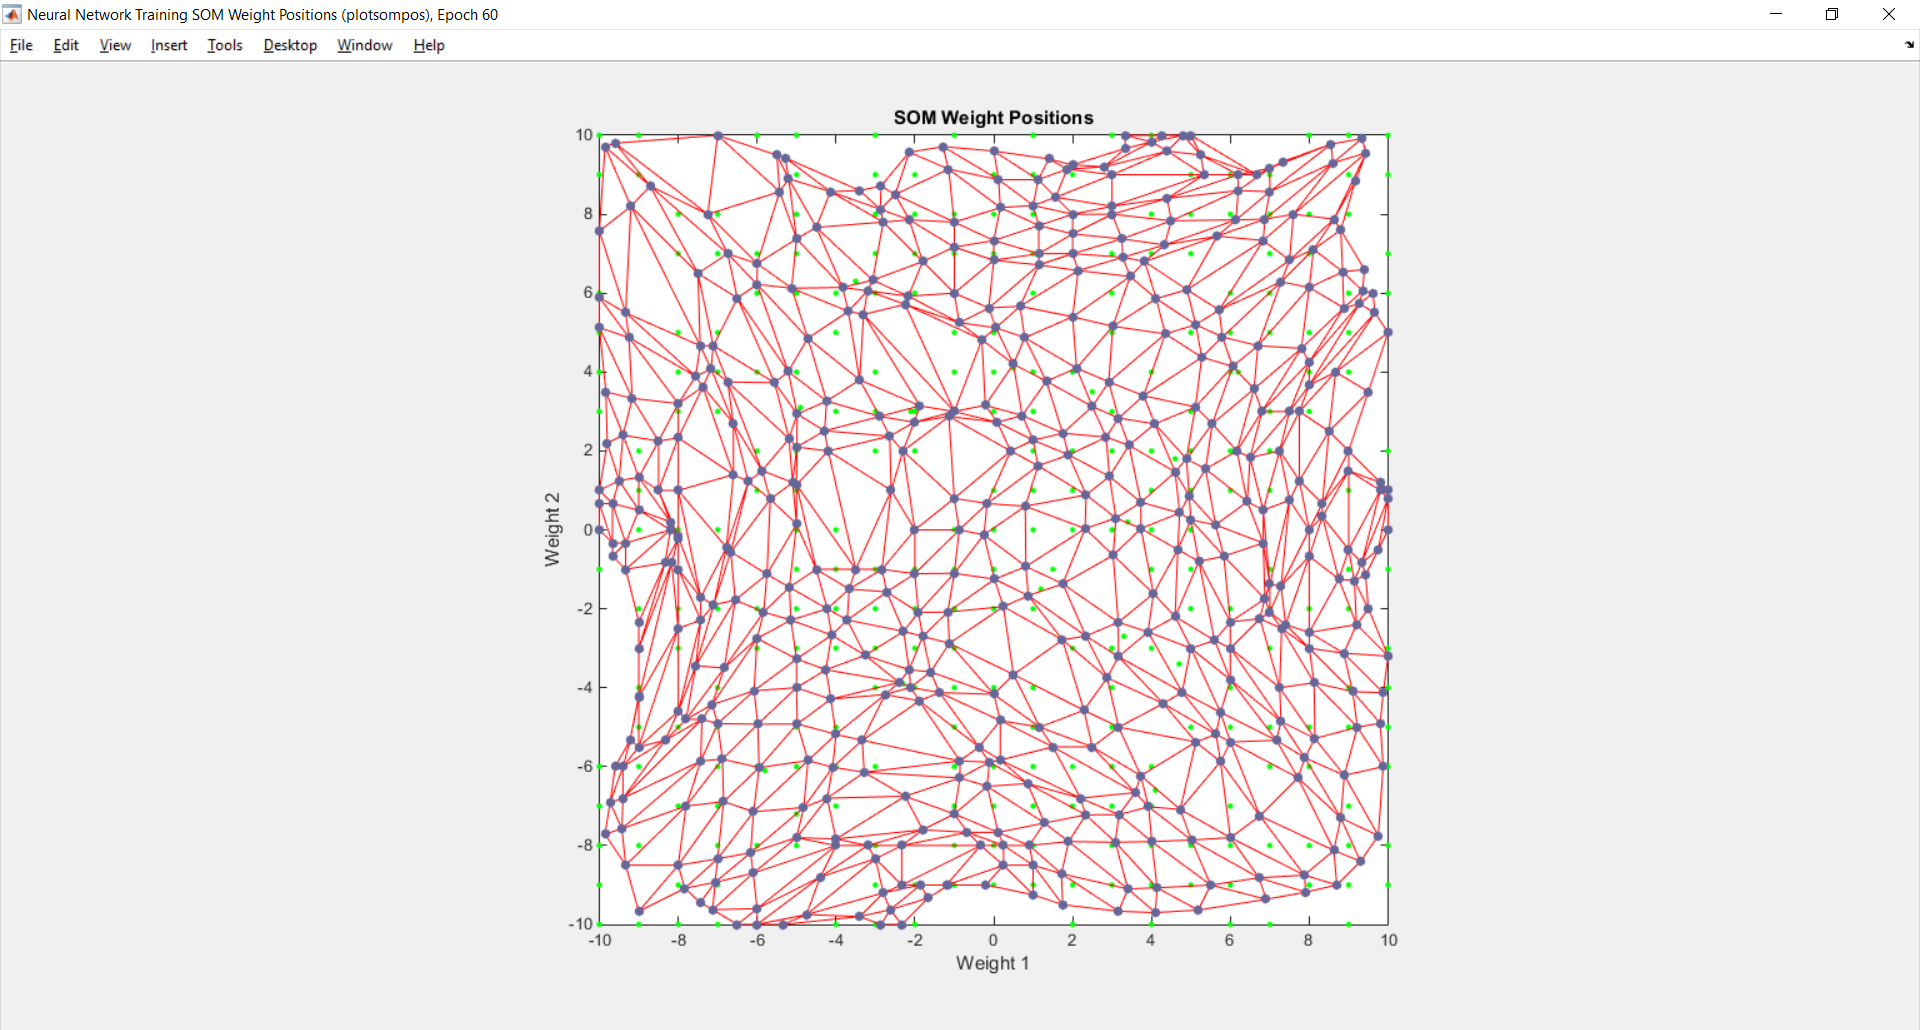 Neural Network Training SOM Weight Positions (plotsompos), Epoch 60
File Edit View Insert Tools Desktop Window Help
SOM Weight Positions
10
8
6
4
2
0
-2
-4
-6
-8
-10
Weight 2
-10 -8 -6 -4 -2 0 2 4 6 8 10
Weight 1